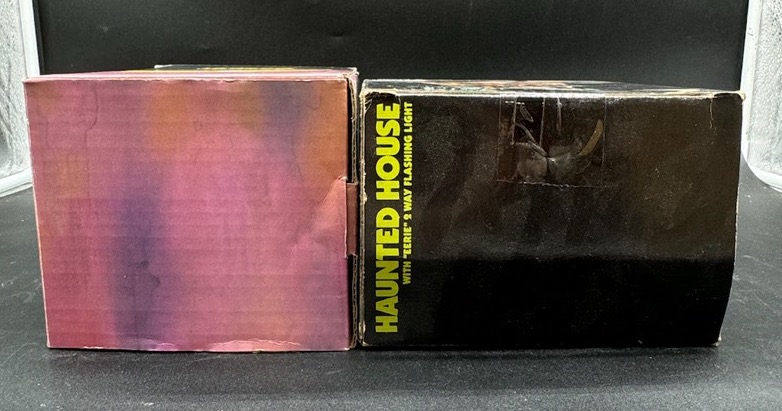 HAUNTED HOUSE
WITH "EERIE" 2 WAY FLASHING LIGHT